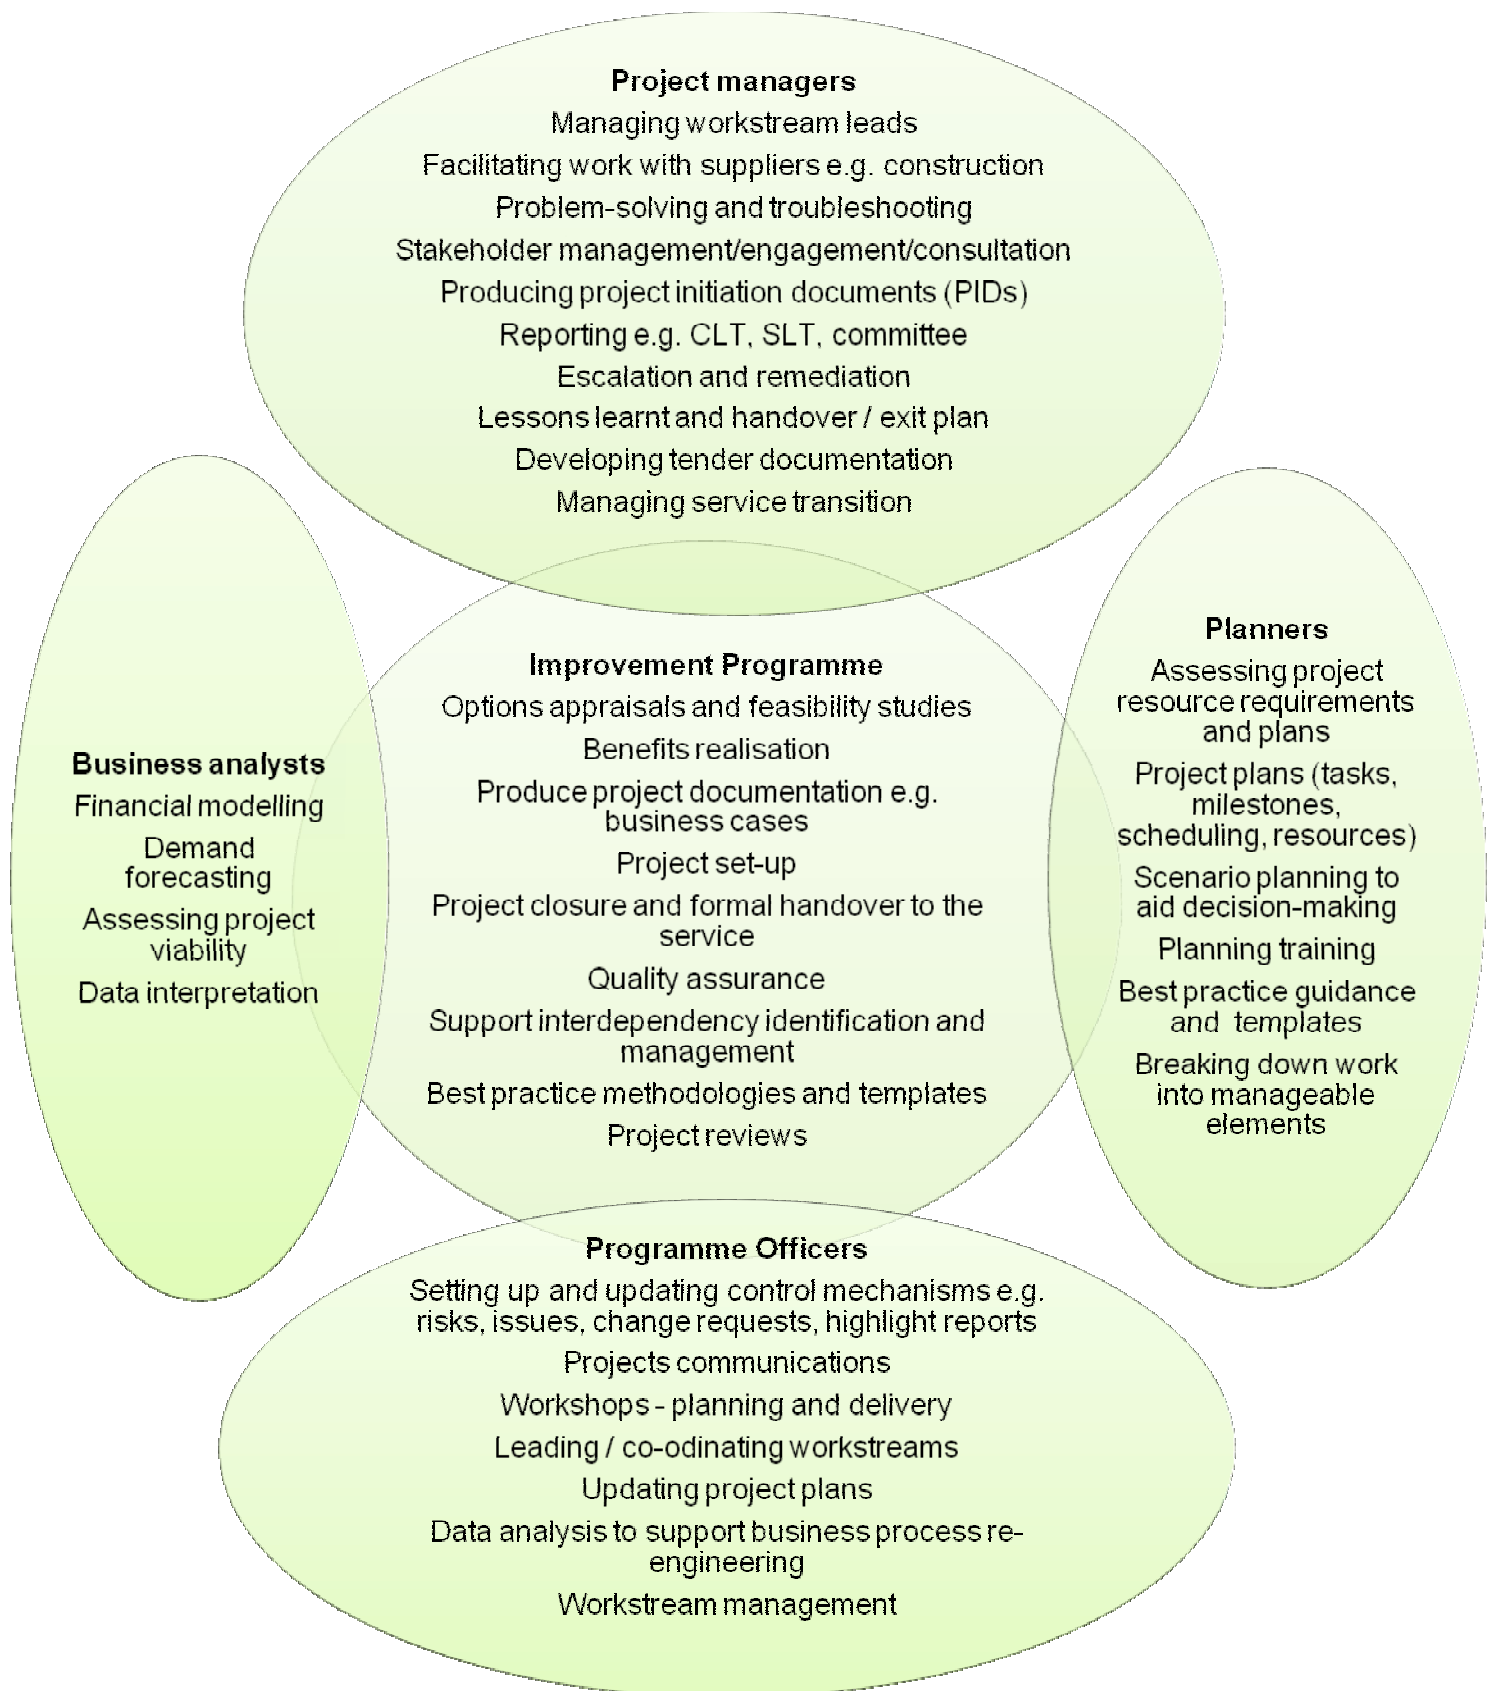 Project managers
Managing workstream leads
Facilitating work with suppliers e.g. construction
Problem-solving and troubleshooting
Stakeholder management/engagement/consultation
Producing project initiation documents (PIDs)
Reporting e.g. CLT, SLT, committee
Escalation and remediation
Lessons learnt and handover / exit plan
Developing tender documentation
Managing service transition
Business analysts
Financial modelling
Demand
forecasting
Assessing project
viability
Data interpretation
Improvement Programme
Options appraisals and feasibility studies
Benefits realisation
Produce project documentation e.g.
business cases
Project set-up
Project closure and formal handover to the
service
Quality assurance
Support interdependency identification and
management
Best practice methodologies and templates
Project reviews
Planners
Assessing project
resource requirements
and plans
Project plans (tasks,
milestones,
scheduling, resources)
Scenario planning to
aid decision-making
Planning training
Best practice guidance
and templates
Breaking down work
into manageable
elements
Programme Officers
Setting up and updating control mechanisms e.g.
risks, issues, change requests, highlight reports
Projects communications
Workshops - planning and delivery
Leading / co-odinating workstreams
Updating project plans
Data analysis to support business process re-
engineering
Workstream management